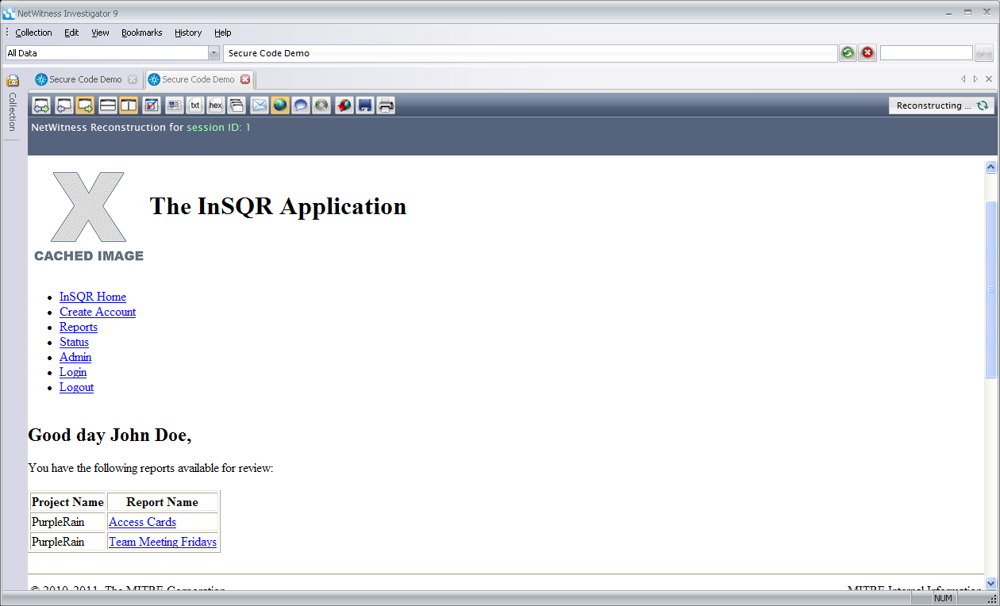 NetWitness Investigator 9
Collection Edit View Bookmarks History Help
All Data Secure Code Demo
Secure Code Demo Secure Code Demo
Collection
txt hex Reconstructing ...
NetWitness Reconstruction for session ID: 1
X
CACHED IMAGE
The InSQR Application
InSQR Home
Create Account
Reports
Status
Admin
Login
Logout
Good day John Doe,
You have the following reports available for review:
Project Name Report Name
PurpleRain Access Cards
PurpleRain Team Meeting Fridays
© 2010-2011, The MITRE Corporation MITRE Internal Information
NUM